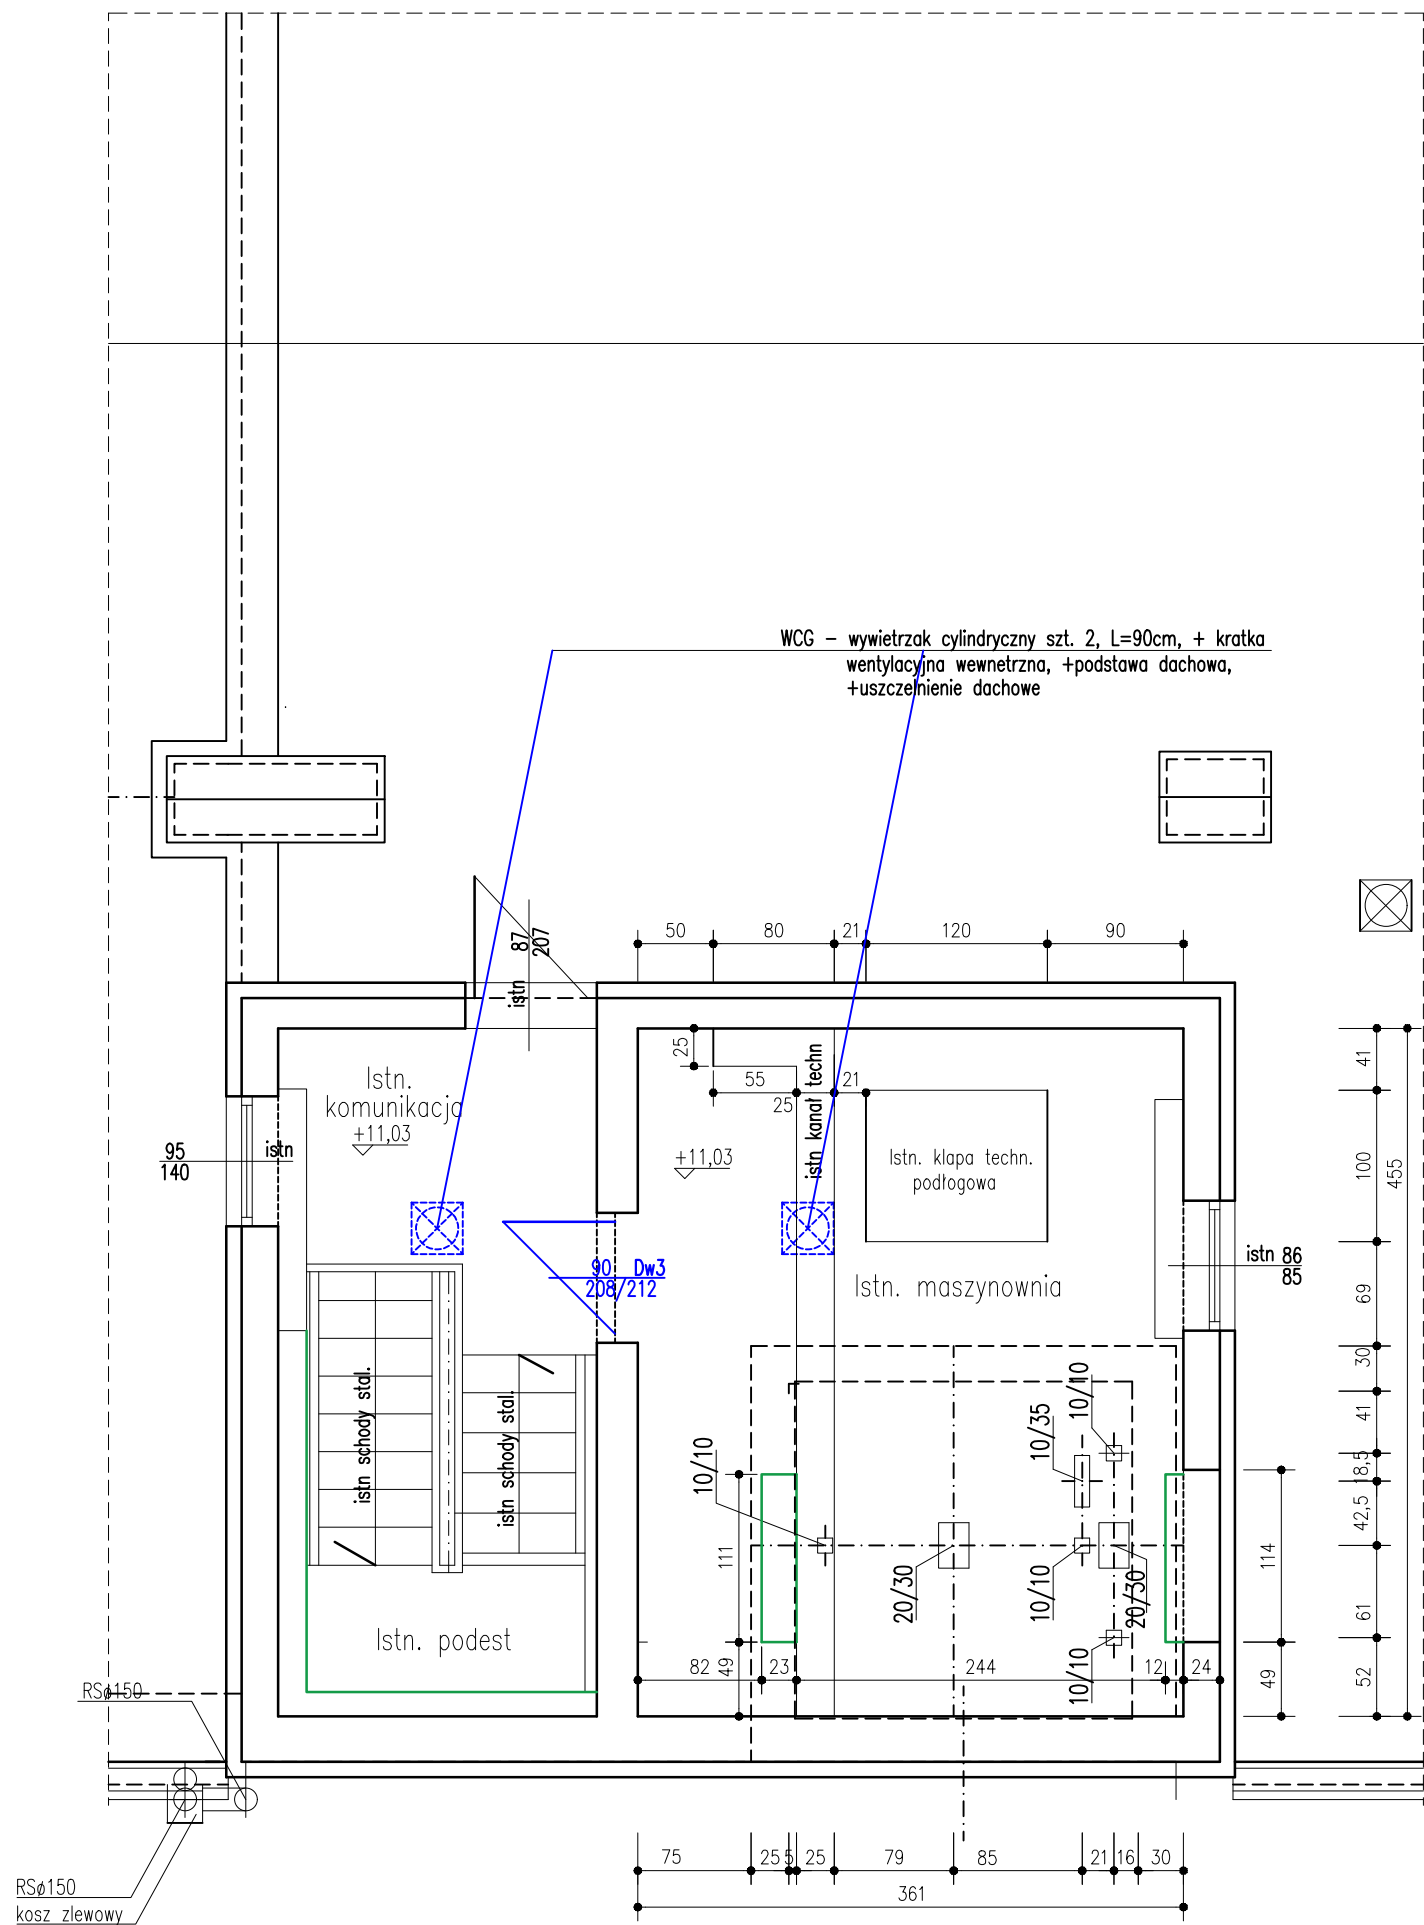 WCG - wywietrzak cylindryczny szt. 2, L=90cm, + kratka
wentylacyjna wewnetrzna, +podstawa dachowa,
+uszczelnienie dachowe
istn 87
207
50 80 21 120 90
25
55
25
21
istn kanał techn
Istn.
komunikacja
+11,03
+11,03
Istn. klapa techn.
podłogowa
95
140
istn
90 Dw3
208/212
Istn. maszynownia
istn 86
85
41
100
69
30
41
18,5
42,5
61
52
455
istn schody stal.
istn schody stal.
10/10
10/35
10/10
111
49
20/30
10/10
20/30
10/10
114
49
Istn. podest
82 23 244 12 24
RSø150
75 25 5 25 79 85 21 16 30
361
RSø150
kosz zlewowy